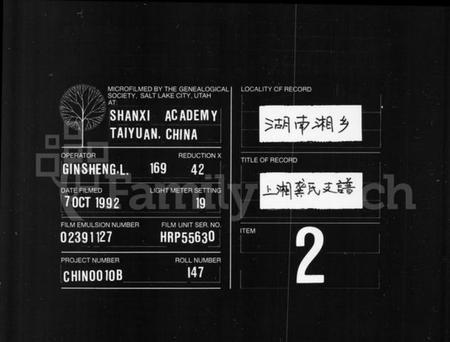 MICROFILMED BY THE GENEALOGICAL
SOCIETY, SALT LAKE CITY, UTAH
AT
SHANXI ACADEMY
TAIYUAN, CHINA
OPERATOR REDUCTION X
GINSHENG.L. 169 42
DATE FILMED LIGHT METER SETTING
7 OCT 1992 19
FILM EMULSION NUMBER FILM UNIT SER. NO.
02391127 HRP55630
PROJECT NUMBER ROLL NUMBER
CHIN0010B 147
LOCALITY OF RECORD
湖南湘乡
TITLE OF RECORD
上湘龚氏支譜
ITEM
2
FamilySearch